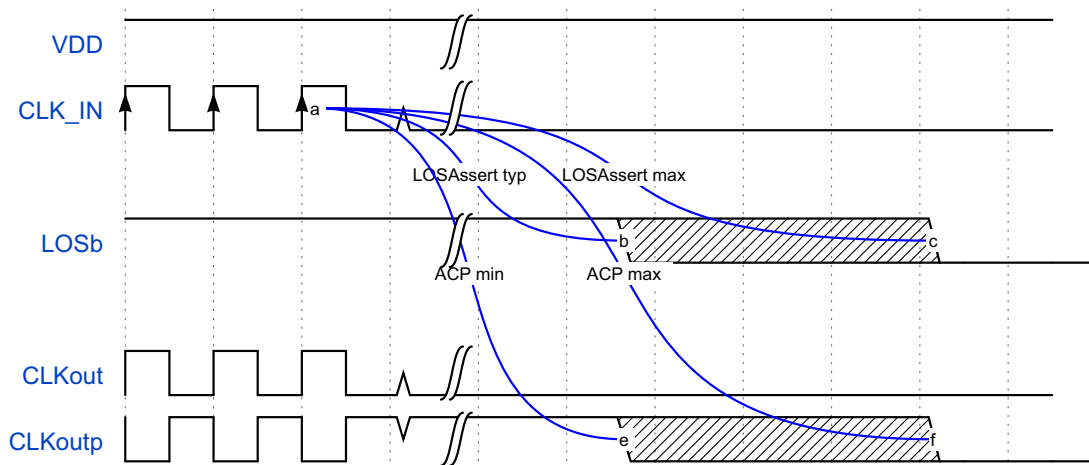 VDD
CLK_IN
a
LOSAssert typ
LOSAssert max
LOSb
b
c
ACP min
ACP max
CLKout
CLKoutp
e
f